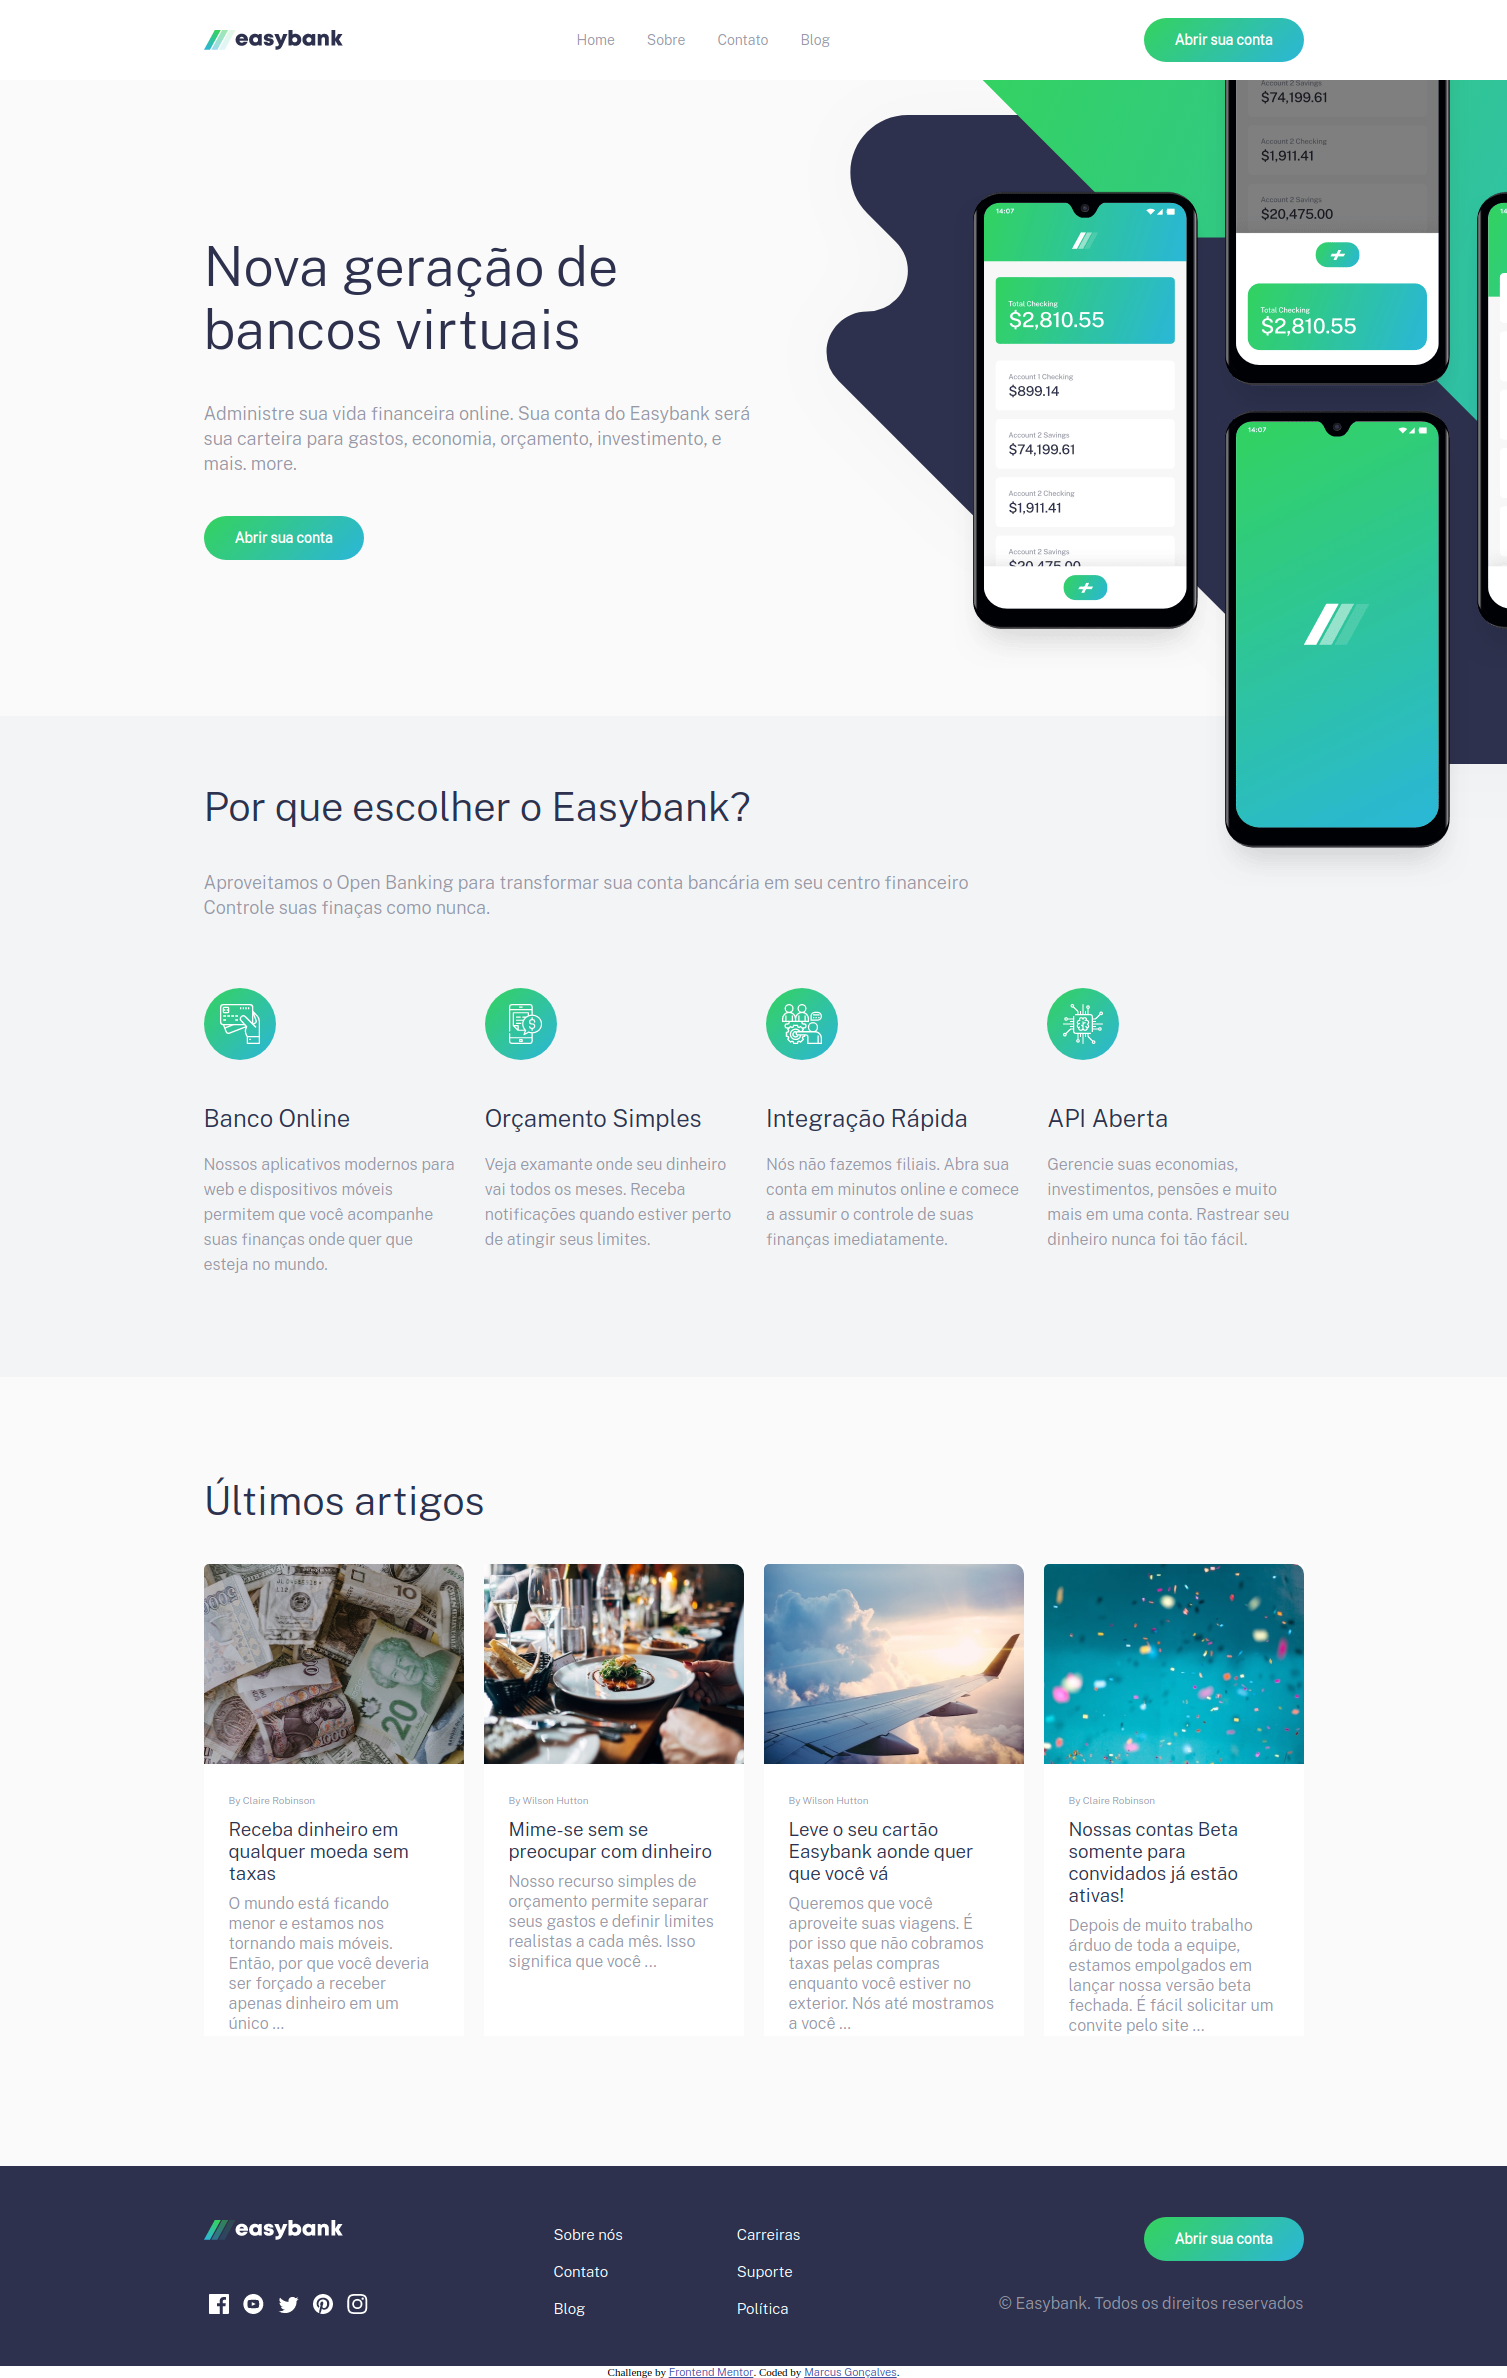 easybank
Home Sobre Contato Blog
Abrir sua conta
Nova geração de
bancos virtuais
Administre sua vida financeira online. Sua conta do Easybank será
sua carteira para gastos, economia, orçamento, investimento, e
mais. more.
Abrir sua conta
14:07
Total Checking
$2,810.55
Account 1 Checking
$899.14
Account 2 Savings
$74,199.61
Account 2 Checking
$1,911.41
Account 2 Savings
$20,475.00
Account 2 Savings
$74,199.61
Account 2 Checking
$1,911.41
Account 2 Savings
$20,475.00
Total Checking
$2,810.55
14:07
Por que escolher o Easybank?
Aproveitamos o Open Banking para transformar sua conta bancária em seu centro financeiro
Controle suas finaças como nunca.
Banco Online
Nossos aplicativos modernos para
web e dispositivos móveis
permitem que você acompanhe
suas finanças onde quer que
esteja no mundo.
Orçamento Simples
Veja examante onde seu dinheiro
vai todos os meses. Receba
notificações quando estiver perto
de atingir seus limites.
Integração Rápida
Nós não fazemos filiais. Abra sua
conta em minutos online e comece
a assumir o controle de suas
finanças imediatamente.
API Aberta
Gerencie suas economias,
investimentos, pensões e muito
mais em uma conta. Rastrear seu
dinheiro nunca foi tão fácil.
Últimos artigos
10
20
1000
By Claire Robinson
Receba dinheiro em
qualquer moeda sem
taxas
O mundo está ficando
menor e estamos nos
tornando mais móveis.
Então, por que você deveria
ser forçado a receber
apenas dinheiro em um
único ...
By Wilson Hutton
Mime-se sem se
preocupar com dinheiro
Nosso recurso simples de
orçamento permite separar
seus gastos e definir limites
realistas a cada mês. Isso
significa que você ...
By Wilson Hutton
Leve o seu cartão
Easybank aonde quer
que você vá
Queremos que você
aproveite suas viagens. É
por isso que não cobramos
taxas pelas compras
enquanto você estiver no
exterior. Nós até mostramos
a você ...
By Claire Robinson
Nossas contas Beta
somente para
convidados já estão
ativas!
Depois de muito trabalho
árduo de toda a equipe,
estamos empolgados em
lançar nossa versão beta
fechada. É fácil solicitar um
convite pelo site ...
easybank
Sobre nós
Contato
Blog
Carreiras
Suporte
Política
Abrir sua conta
© Easybank. Todos os direitos reservados
Challenge by Frontend Mentor. Coded by Marcus Gonçalves.